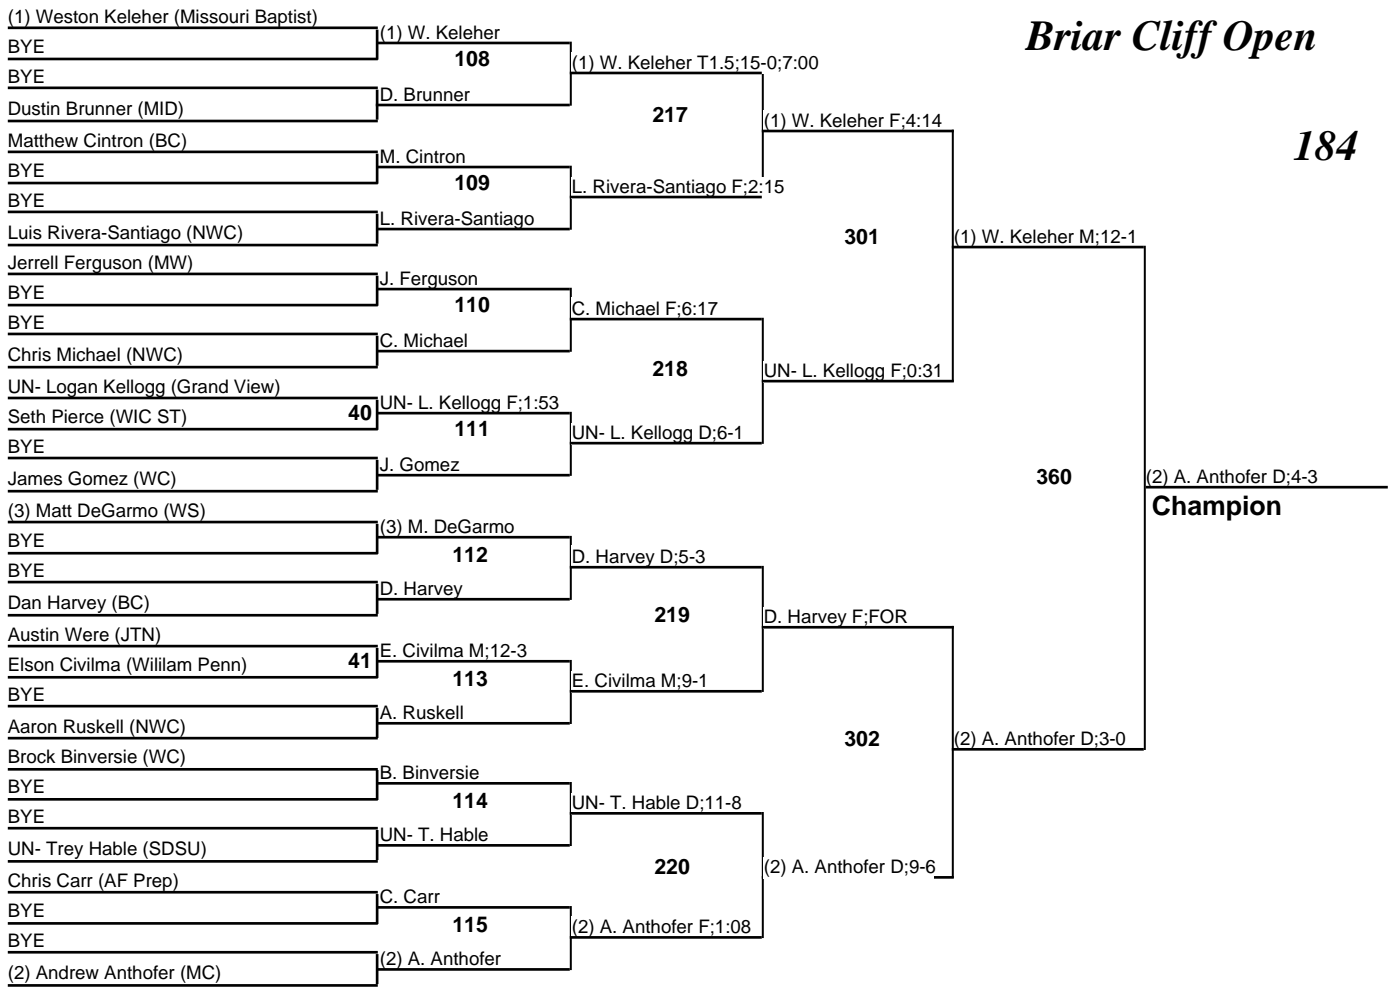 Briar Cliff Open
184
(1) Weston Keleher (Missouri Baptist)
BYE
BYE
Dustin Brunner (MID)
Matthew Cintron (BC)
BYE
BYE
Luis Rivera-Santiago (NWC)
Jerrell Ferguson (MW)
BYE
BYE
Chris Michael (NWC)
UN- Logan Kellogg (Grand View)
Seth Pierce (WIC ST)
BYE
James Gomez (WC)
(3) Matt DeGarmo (WS)
BYE
BYE
Dan Harvey (BC)
Austin Were (JTN)
Elson Civilma (Wililam Penn)
BYE
Aaron Ruskell (NWC)
Brock Binversie (WC)
BYE
BYE
UN- Trey Hable (SDSU)
Chris Carr (AF Prep)
BYE
BYE
(2) Andrew Anthofer (MC)
40
41
(1) W. Keleher
108
D. Brunner
M. Cintron
109
L. Rivera-Santiago
J. Ferguson
110
C. Michael
UN- L. Kellogg F;1:53
111
J. Gomez
(3) M. DeGarmo
112
D. Harvey
E. Civilma M;12-3
113
A. Ruskell
B. Binversie
114
UN- T. Hable
C. Carr
115
(2) A. Anthofer
(1) W. Keleher T1.5;15-0;7:00
217
L. Rivera-Santiago F;2:15
C. Michael F;6:17
218
UN- L. Kellogg D;6-1
D. Harvey D;5-3
219
E. Civilma M;9-1
UN- T. Hable D;11-8
220
(2) A. Anthofer F;1:08
(1) W. Keleher F;4:14
301
UN- L. Kellogg F;0:31
D. Harvey F;FOR
302
(2) A. Anthofer D;9-6
(1) W. Keleher M;12-1
360
(2) A. Anthofer D;3-0
(2) A. Anthofer D;4-3
Champion